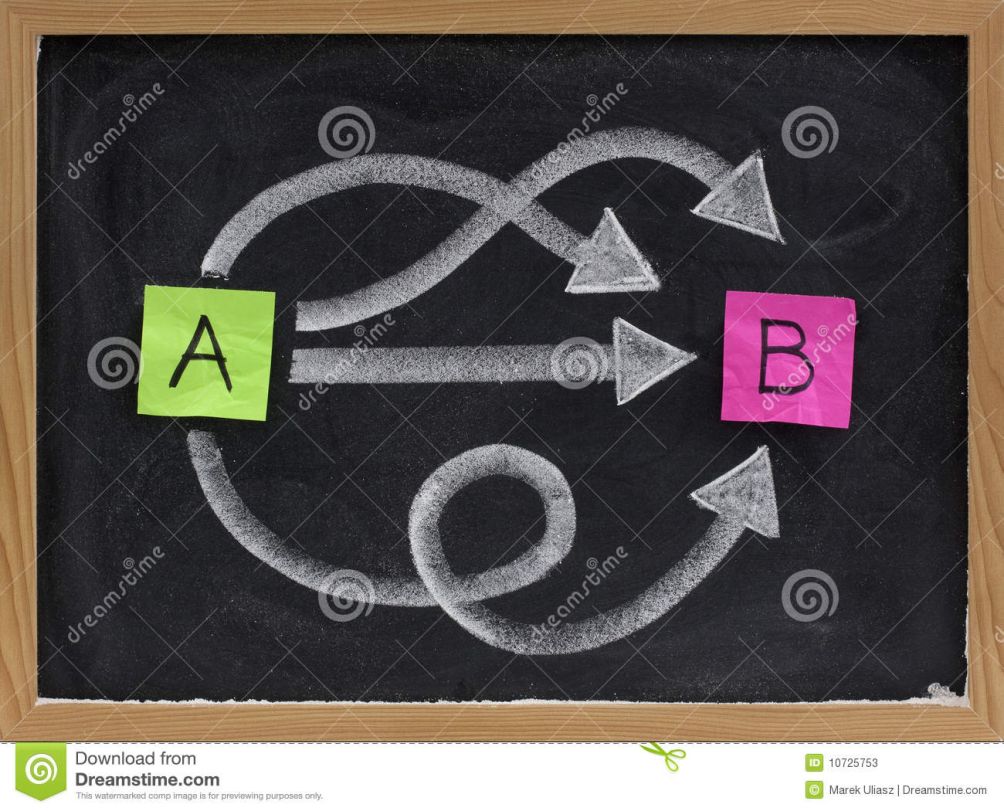 dreamstime
dreamstime
A
B
dreamstime
dreamstime
dreamstime
dreamstime
Download from
Dreamstime.com
This watermarked comp image is for previewing purposes only.
ID 10725753
© Marek Uliasz | Dreamstime.com